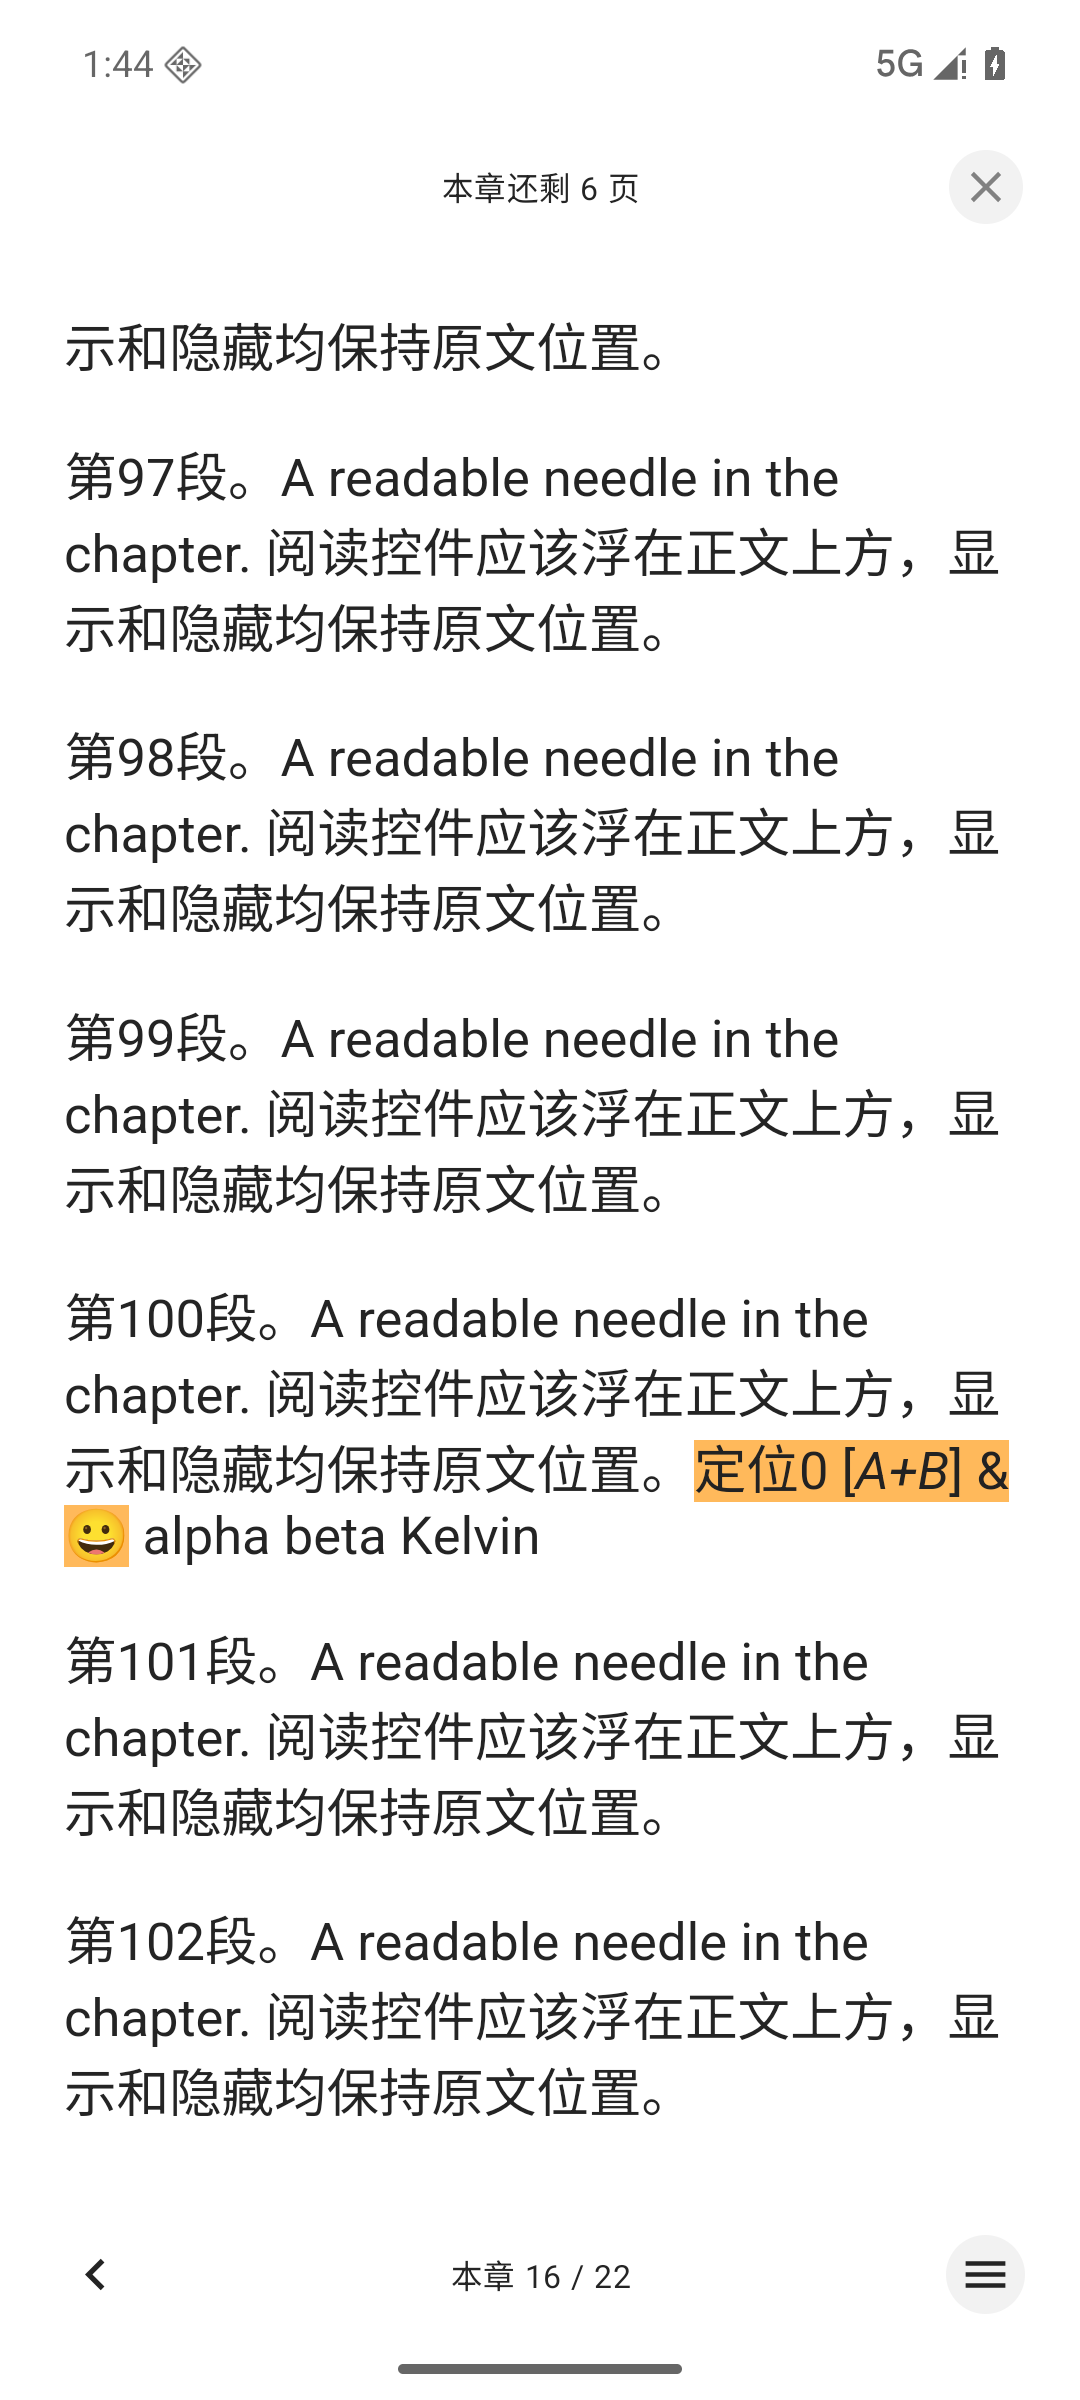 1:44
5G
本章还剩 6 页
示和隐藏均保持原文位置。
第97段。A readable needle in the
chapter. 阅读控件应该浮在正文上方，显
示和隐藏均保持原文位置。
第98段。A readable needle in the
chapter. 阅读控件应该浮在正文上方，显
示和隐藏均保持原文位置。
第99段。A readable needle in the
chapter. 阅读控件应该浮在正文上方，显
示和隐藏均保持原文位置。
第100段。A readable needle in the
chapter. 阅读控件应该浮在正文上方，显
示和隐藏均保持原文位置。定位0 [A+B] &
😀 alpha beta Kelvin
第101段。A readable needle in the
chapter. 阅读控件应该浮在正文上方，显
示和隐藏均保持原文位置。
第102段。A readable needle in the
chapter. 阅读控件应该浮在正文上方，显
示和隐藏均保持原文位置。
本章 16 / 22